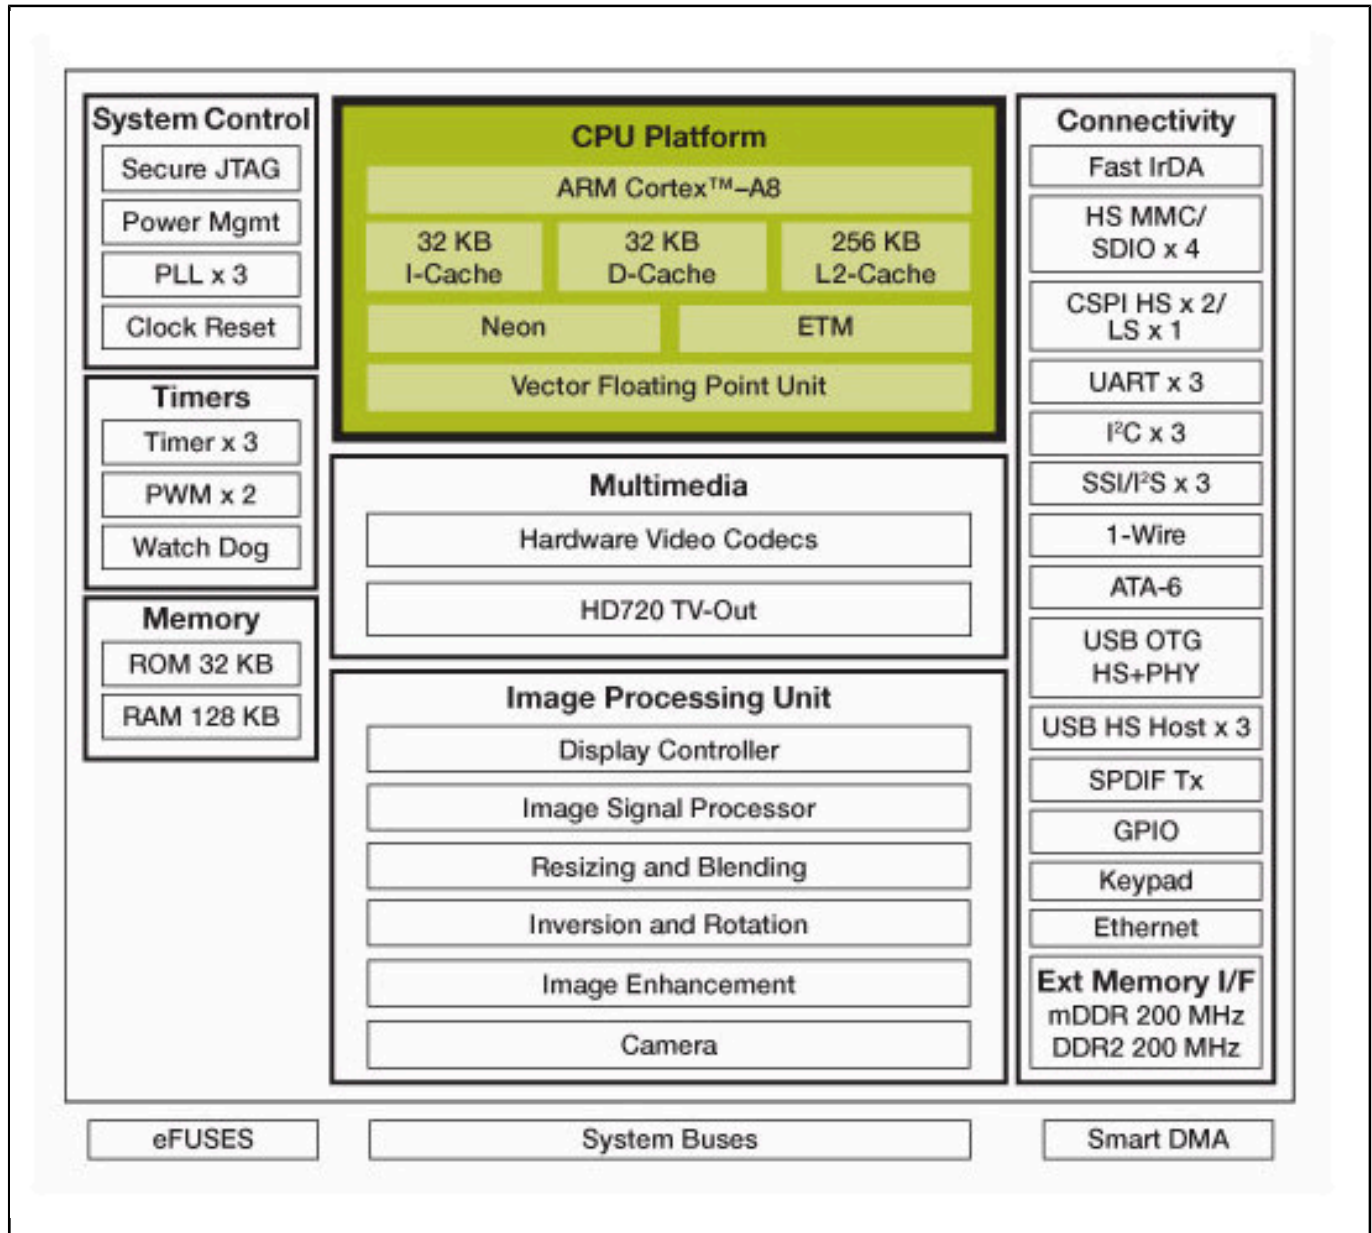 System Control
Secure JTAG
Power Mgmt
PLL x 3
Clock Reset
Timers
Timer x 3
PWM x 2
Watch Dog
Memory
ROM 32 KB
RAM 128 KB
CPU Platform
ARM Cortex™–A8
32 KB
I-Cache
32 KB
D-Cache
256 KB
L2-Cache
Neon
ETM
Vector Floating Point Unit
Multimedia
Hardware Video Codecs
HD720 TV-Out
Image Processing Unit
Display Controller
Image Signal Processor
Resizing and Blending
Inversion and Rotation
Image Enhancement
Camera
Connectivity
Fast IrDA
HS MMC/
SDIO x 4
CSPI HS x 2/
LS x 1
UART x 3
I²C x 3
SSI/I²S x 3
1-Wire
ATA-6
USB OTG
HS+PHY
USB HS Host x 3
SPDIF Tx
GPIO
Keypad
Ethernet
Ext Memory I/F
mDDR 200 MHz
DDR2 200 MHz
eFUSES
System Buses
Smart DMA